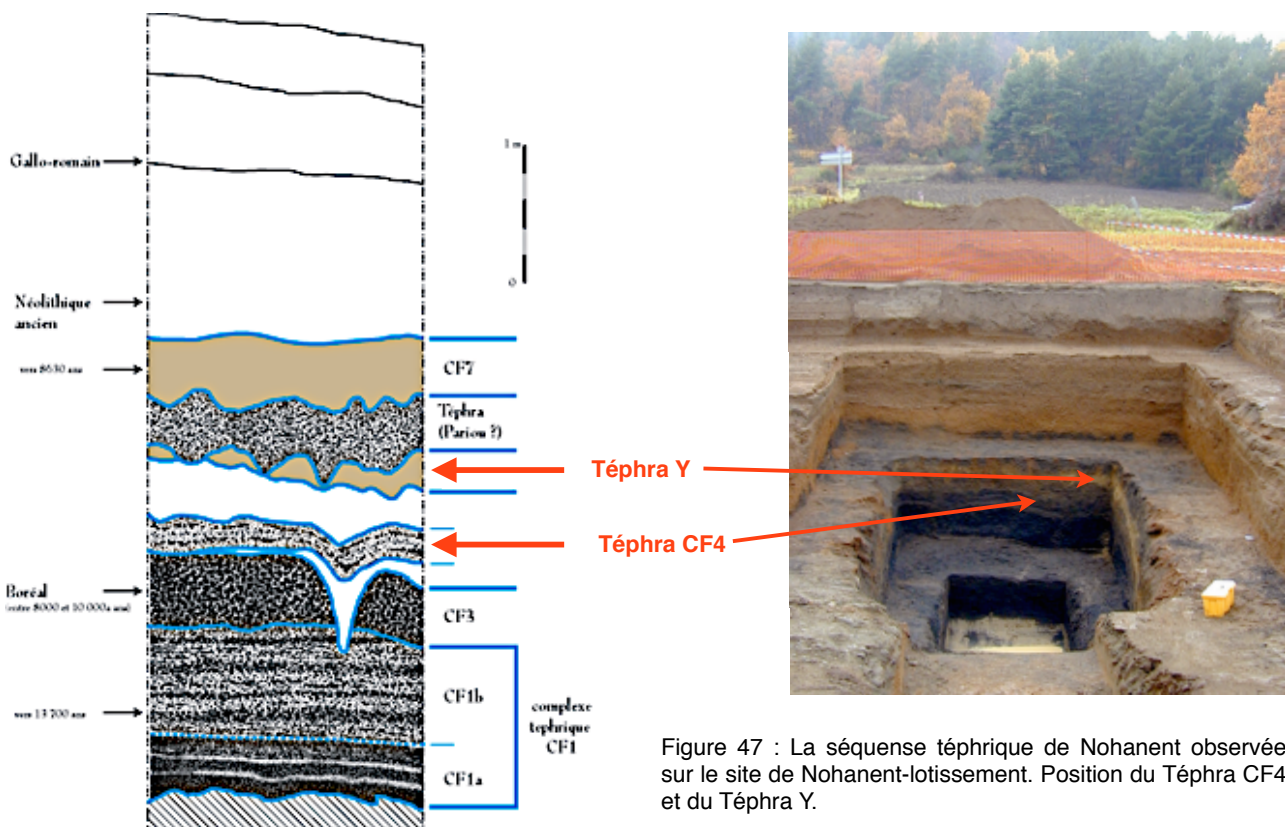 1 m
Gallo-romain
0
Néolithique
ancien
vers 8630 ans
CF7
Téphra
(Pariou ?)
Téphra Y
Téphra CF4
Boréal
(entre 8000 et 10 000a ans)
CF3
CF1b
vers 13 700 ans
complexe
tephrique
CF1
CF1a
Figure 47 : La séquense téphrique de Nohanent observée
sur le site de Nohanent-lotissement. Position du Téphra CF4
et du Téphra Y.